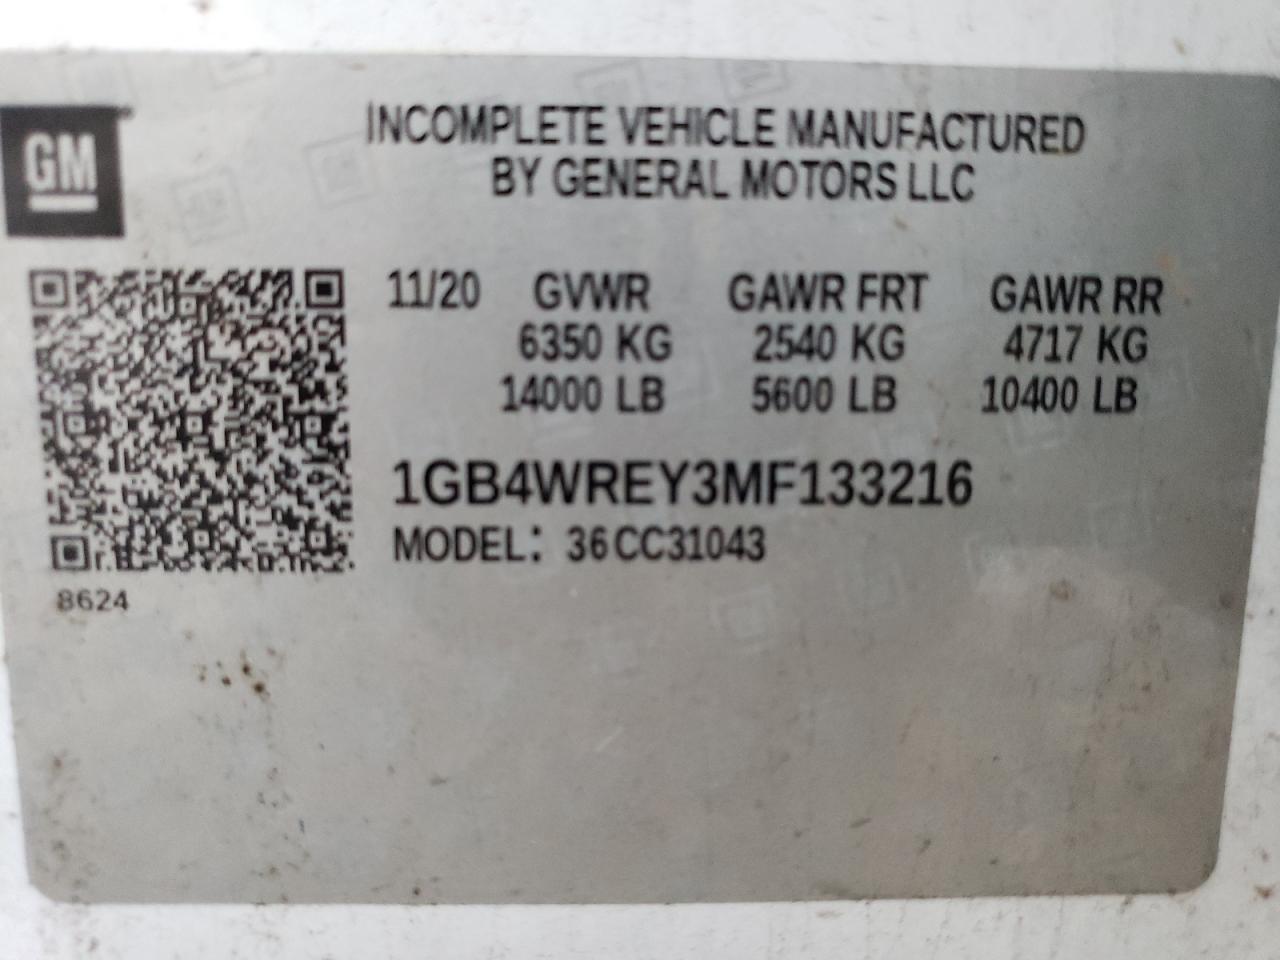 GM
INCOMPLETE VEHICLE MANUFACTURED
BY GENERAL MOTORS LLC
11/20 GVWR GAWR FRT GAWR RR
6350 KG 2540 KG 4717 KG
14000 LB 5600 LB 10400 LB
1GB4WREY3MF133216
MODEL: 36CC31043
8624